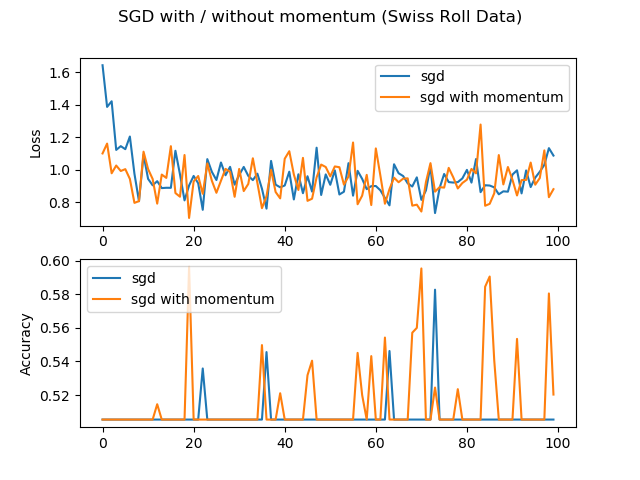 SGD with / without momentum (Swiss Roll Data)
1.6
1.4
1.2
1.0
0.8
Loss
sgd
sgd with momentum
0 20 40 60 80 100
0.60
0.58
0.56
0.54
0.52
Accuracy
sgd
sgd with momentum
0 20 40 60 80 100